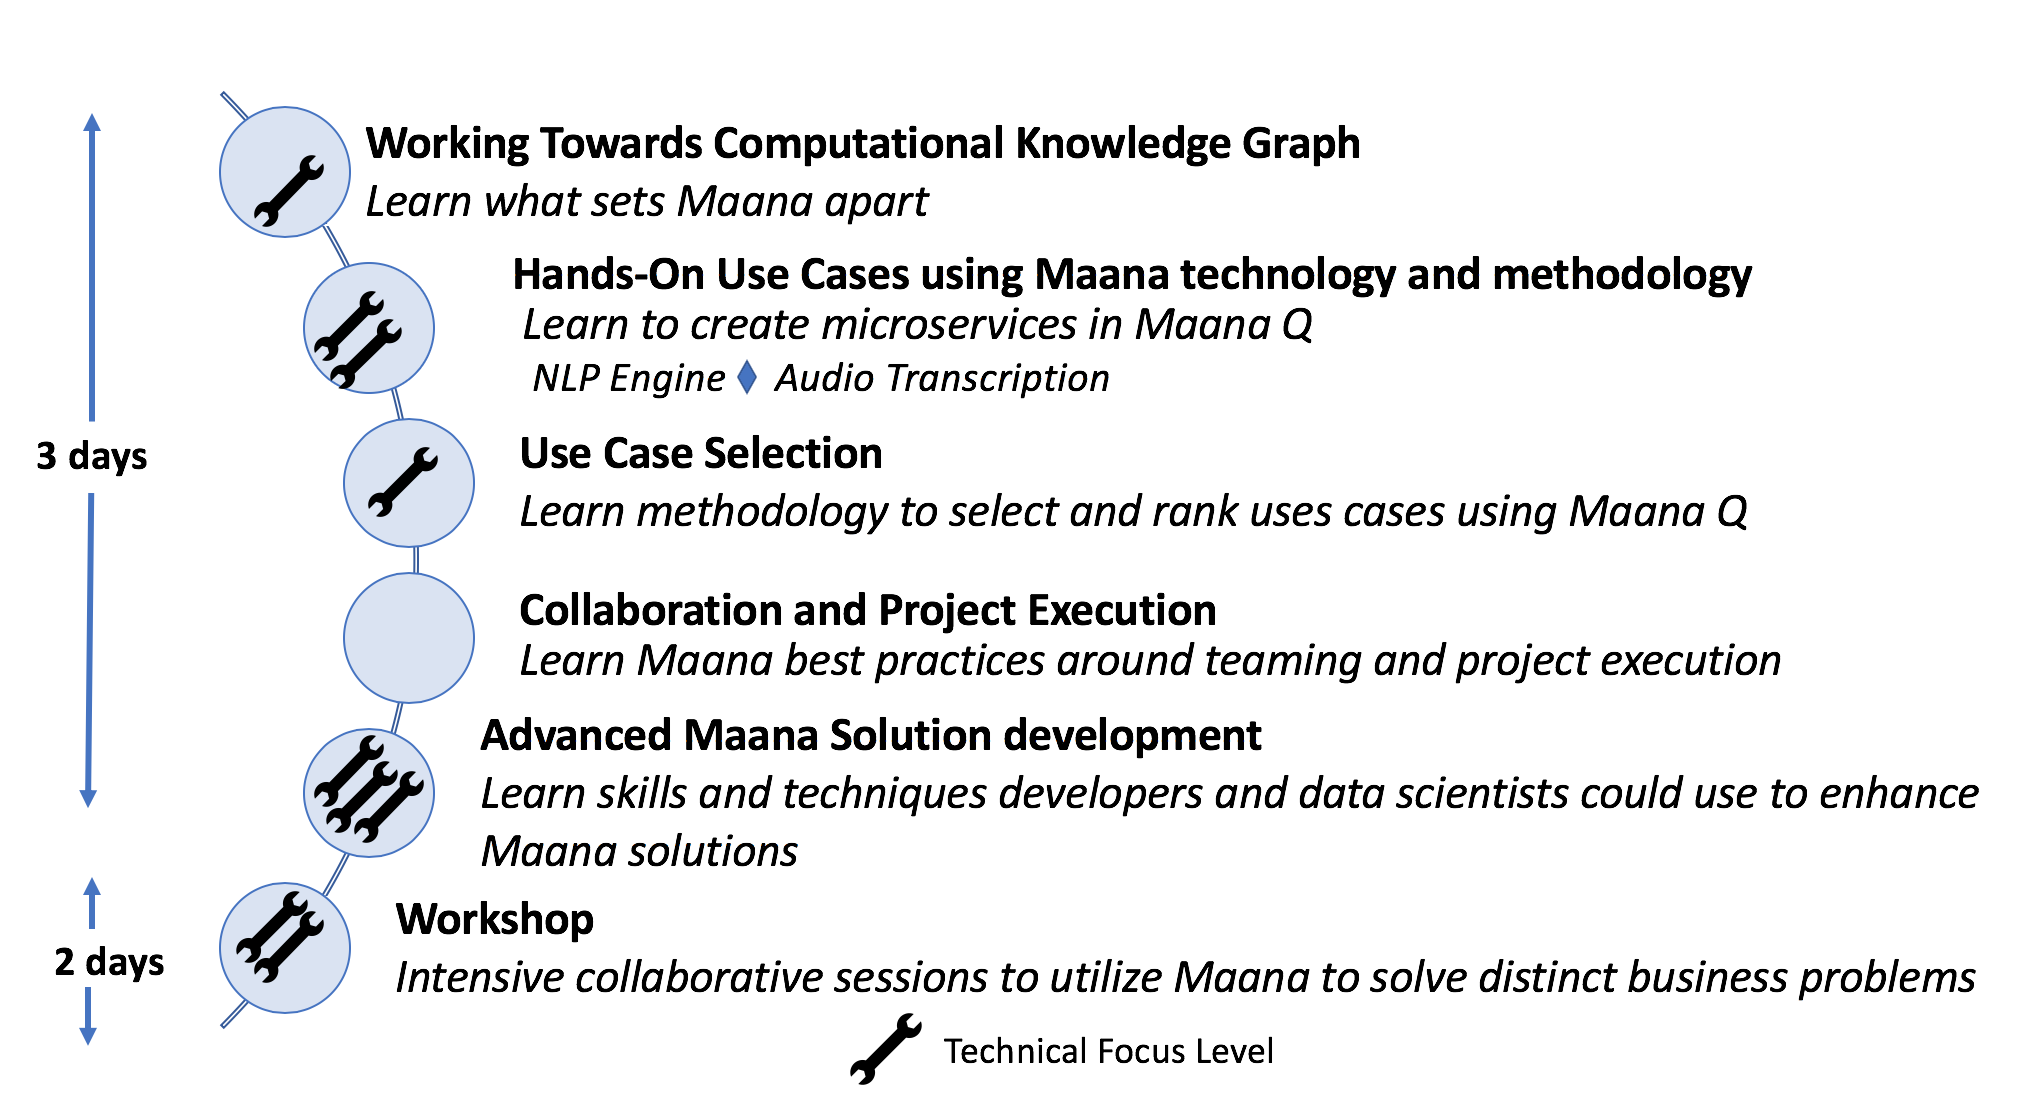 Working Towards Computational Knowledge Graph
Learn what sets Maana apart
Hands-On Use Cases using Maana technology and methodology
Learn to create microservices in Maana Q
NLP Engine Audio Transcription
3 days
Use Case Selection
Learn methodology to select and rank uses cases using Maana Q
Collaboration and Project Execution
Learn Maana best practices around teaming and project execution
Advanced Maana Solution development
Learn skills and techniques developers and data scientists could use to enhance
Maana solutions
2 days
Workshop
Intensive collaborative sessions to utilize Maana to solve distinct business problems
Technical Focus Level